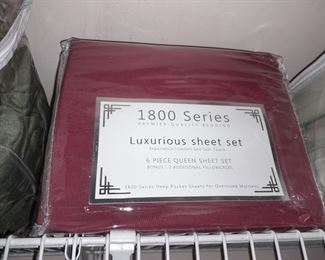 1800 Series
PREMIER QUALITY BEDDING
Luxurious sheet set
Experience Comfort and Soft Touch
6 PIECE QUEEN SHEET SET
BONUS - 2 ADDITIONAL PILLOWCASES
1800 Series Deep Pocket Sheets for Oversized Mattress